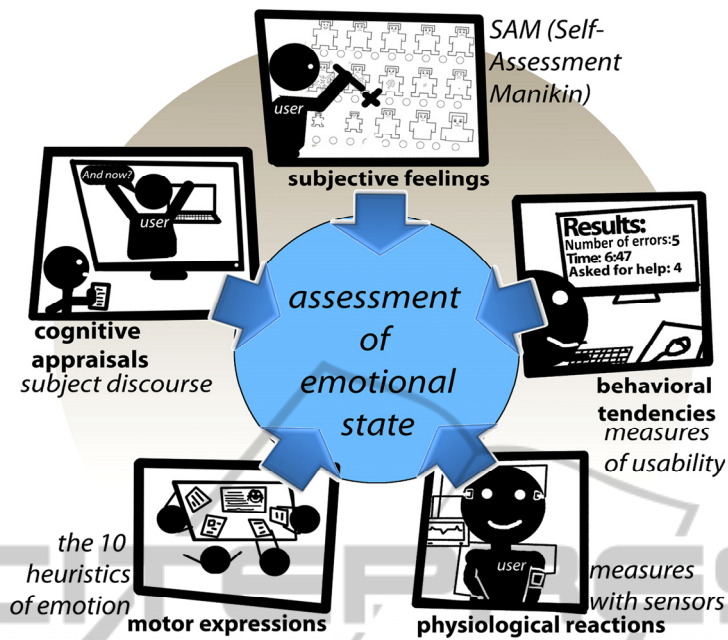 SAM (Self-
Assessment
Manikin)
user
subjective feelings
And now?
user
cognitive
appraisals
subject discourse
Results:
Number of errors:5
Time: 6:47
Asked for help: 4
behavioral
tendencies
measures
of usability
assessment
of
emotional
state
the 10
heuristics
of emotion
motor expressions
user
measures
with sensors
physiological reactions